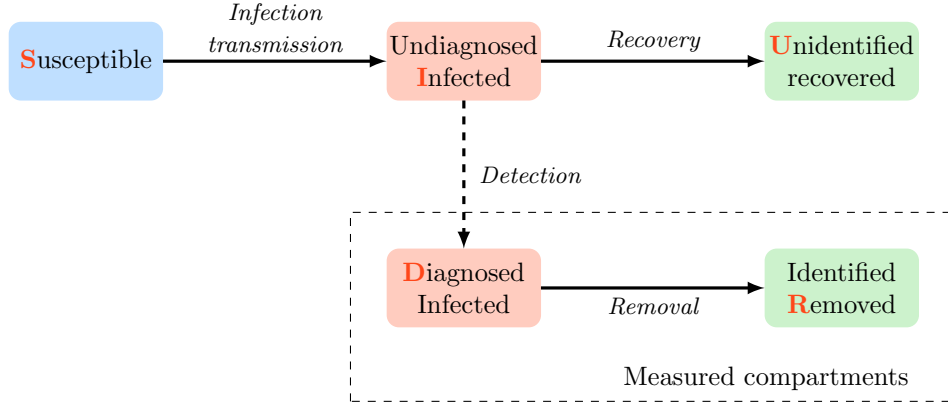 Infection
transmission
Susceptible
Undiagnosed
Infected
Recovery
Unidentified
recovered
Detection
Diagnosed
Infected
Removal
Identified
Removed
Measured compartments